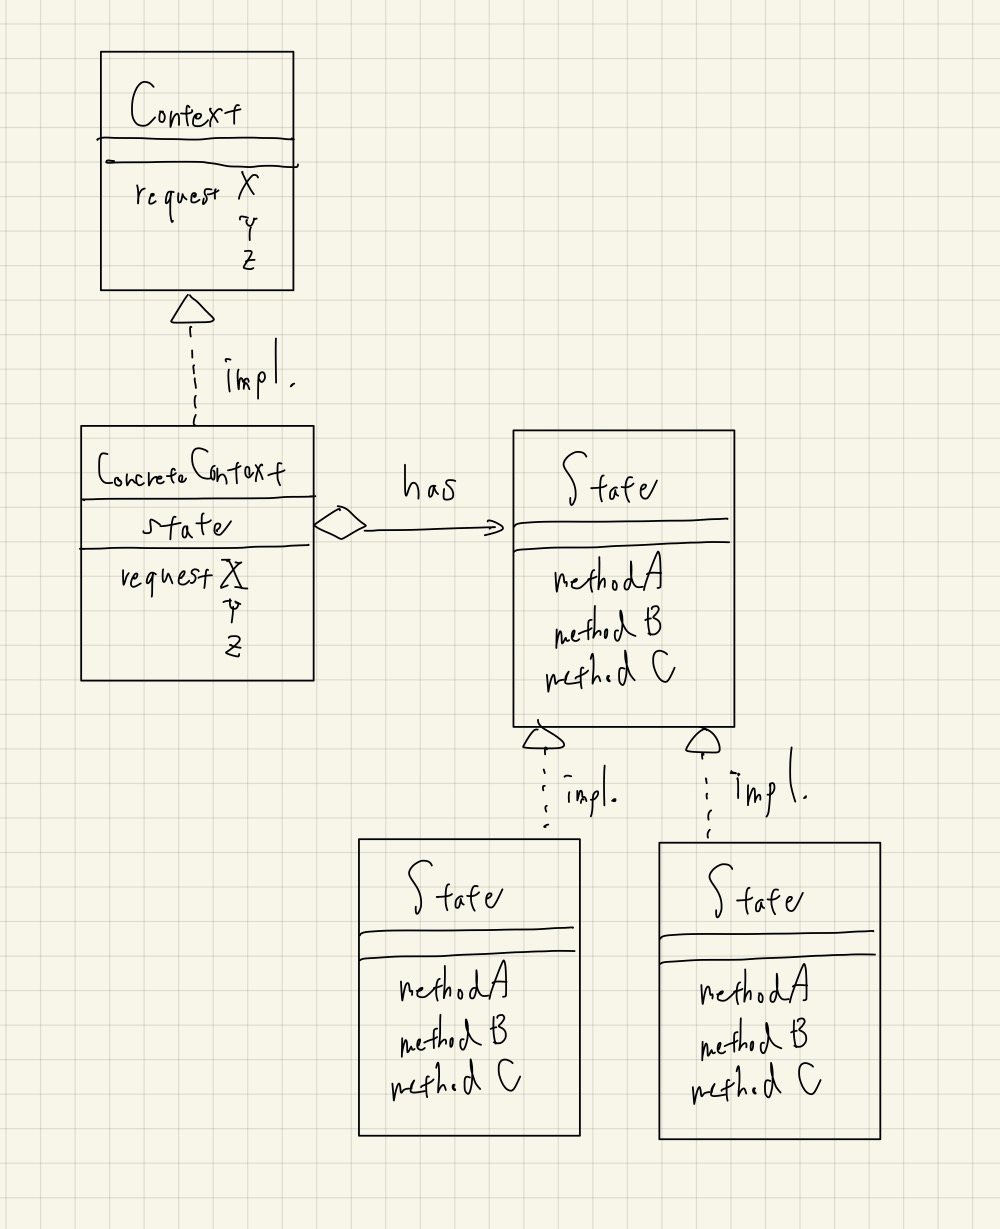 Context
request X
Y
Z
impl.
ConcreteContext
state
request X
Y
Z
has
State
methodA
method B
method C
impl.
impl.
State
methodA
method B
method C
State
methodA
method B
method C